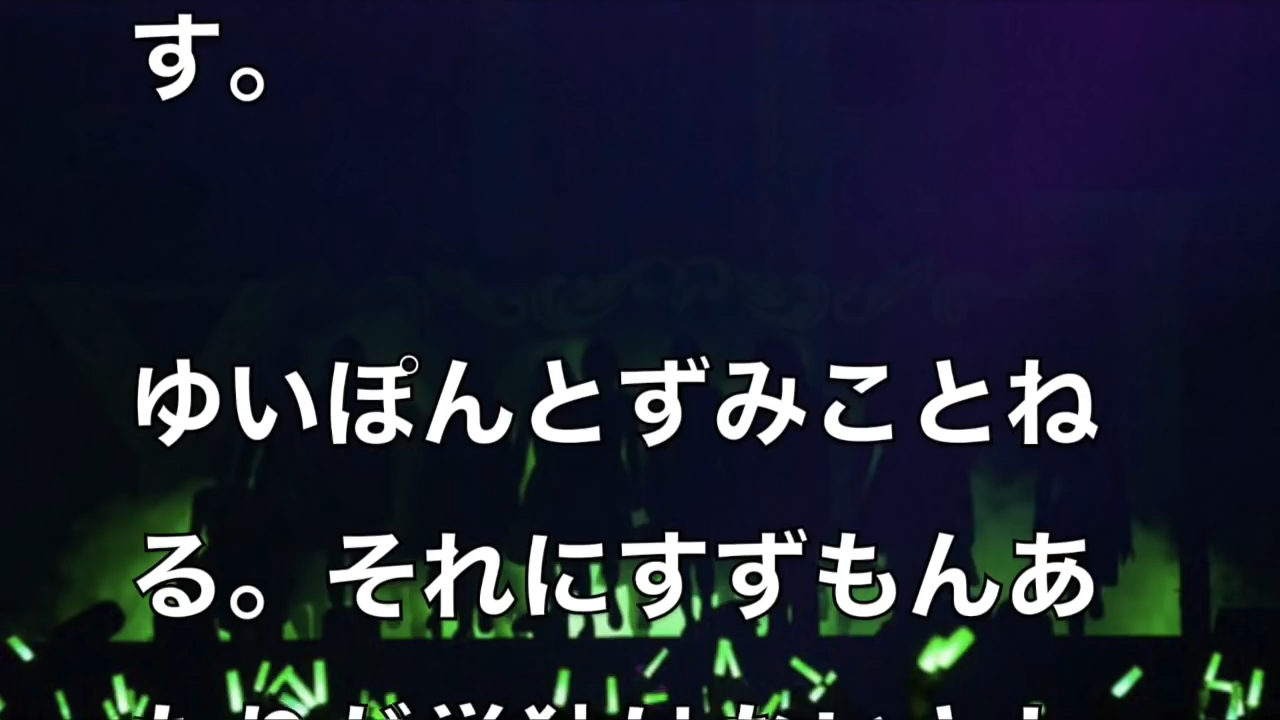 す。
ゆいぽんとずみことね
る。それにすずもんあ